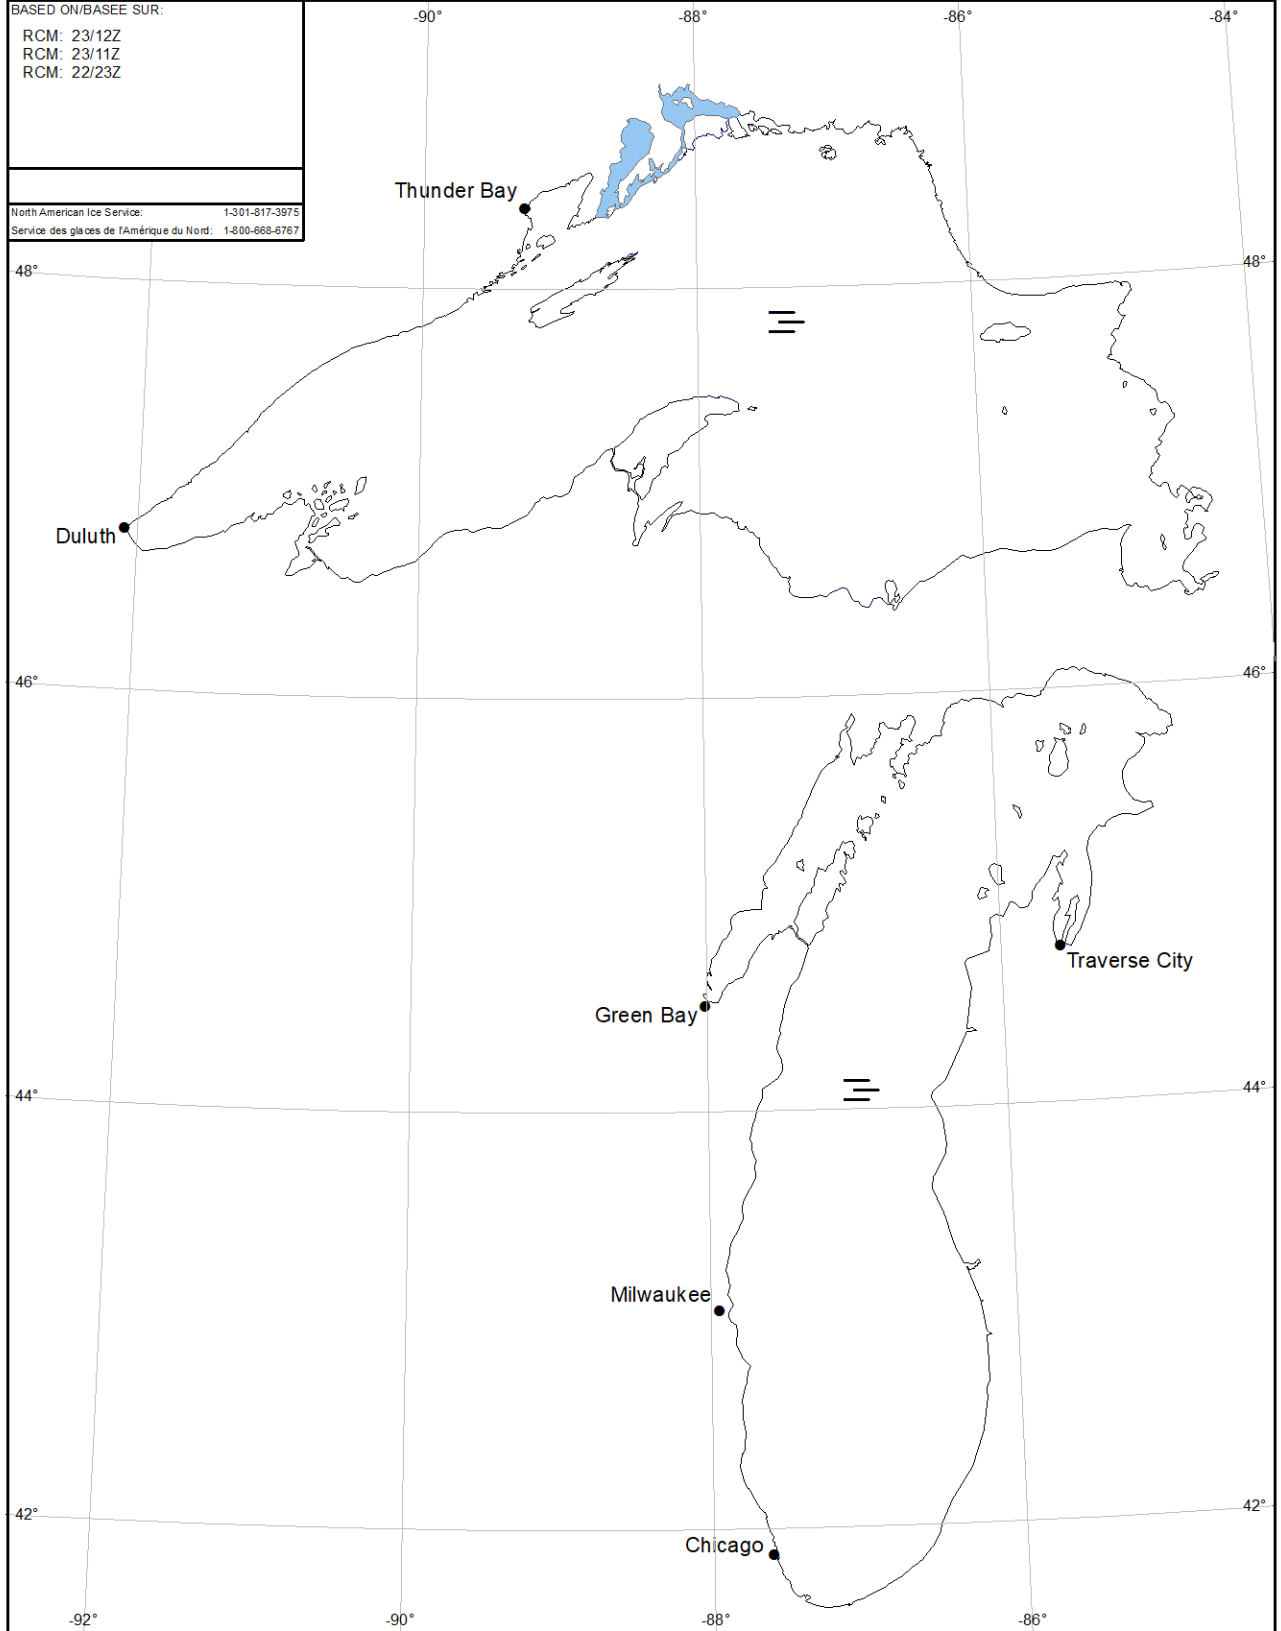 BASED ON/BASEE SUR:
RCM: 23/12Z
RCM: 23/11Z
RCM: 22/23Z
North American Ice Service: 1-301-817-3975
Service des glaces de l'Amérique du Nord: 1-800-668-6767
-90° -88° -86° -84°
Thunder Bay
48° 48°
Duluth
46° 46°
Traverse City
Green Bay
44° 44°
Milwaukee
42° 42°
Chicago
-92° -90° -88° -86°